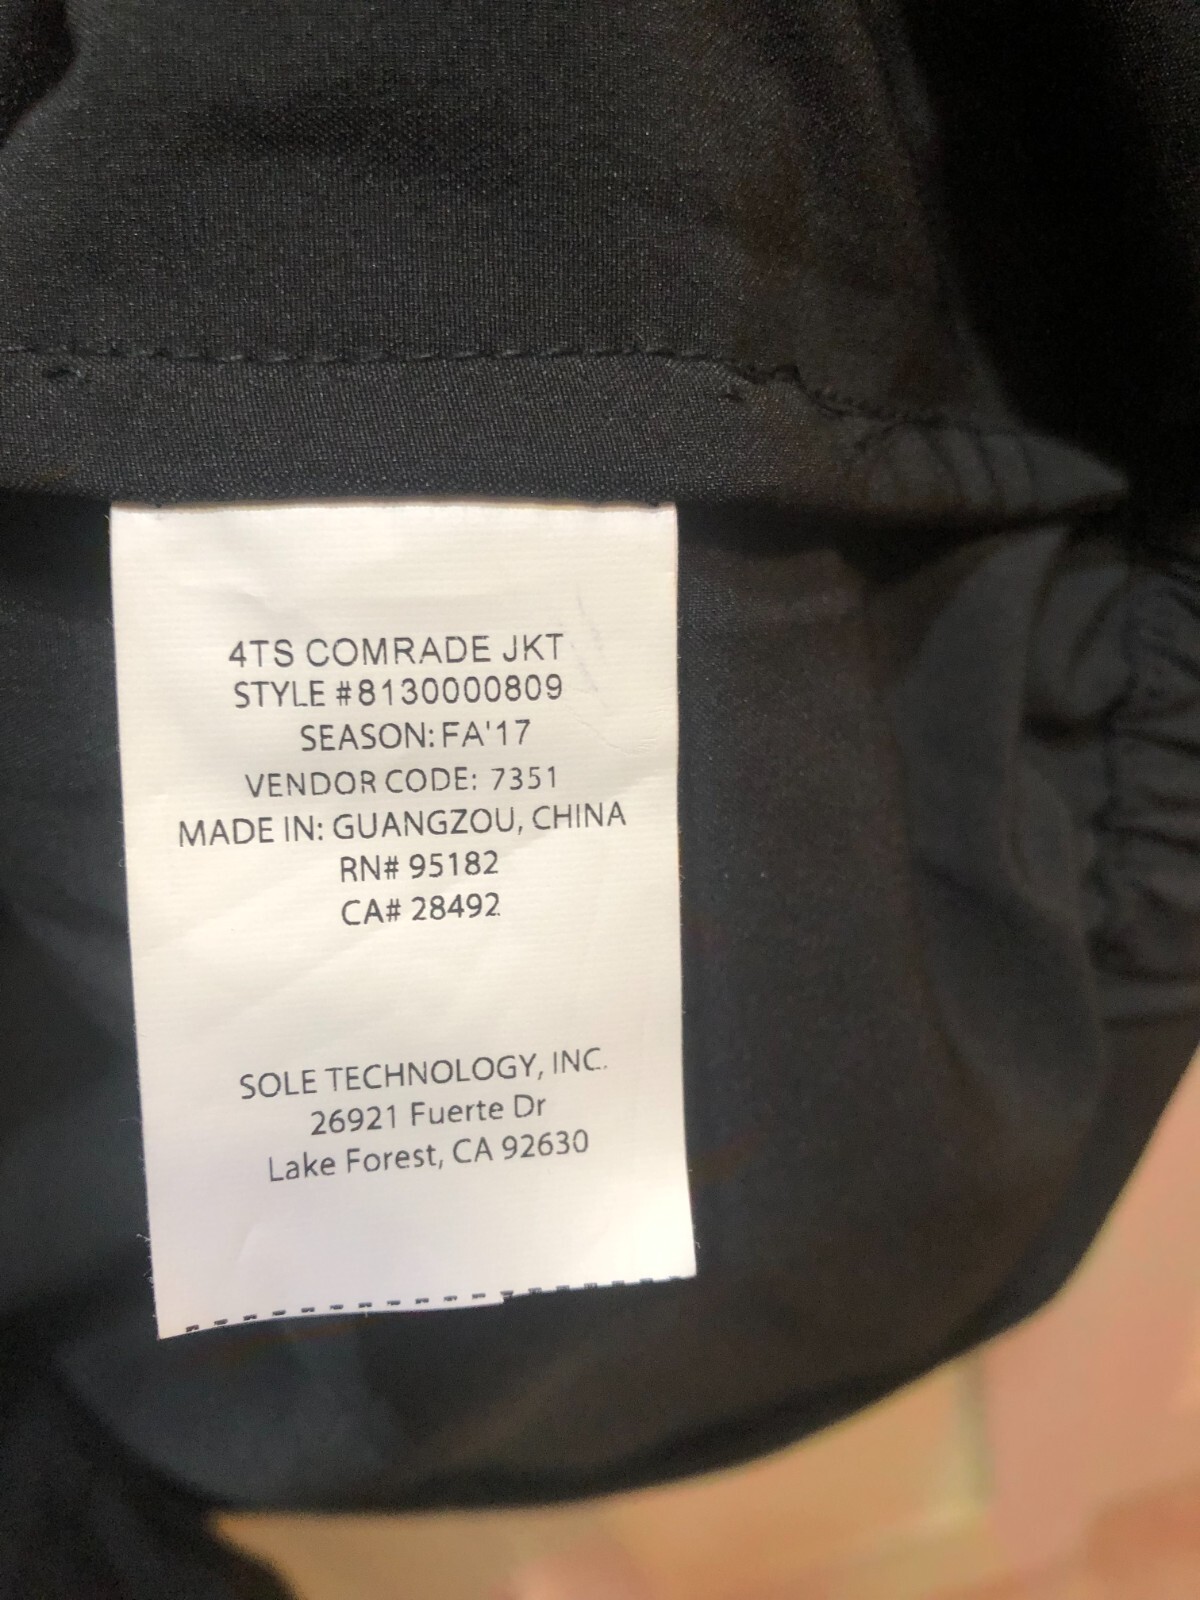 4TS COMRADE JKT
STYLE #8130000809
SEASON: FA'17
VENDOR CODE: 7351
MADE IN: GUANGZOU, CHINA
RN# 95182
CA# 28492
SOLE TECHNOLOGY, INC.
26921 Fuerte Dr
Lake Forest, CA 92630